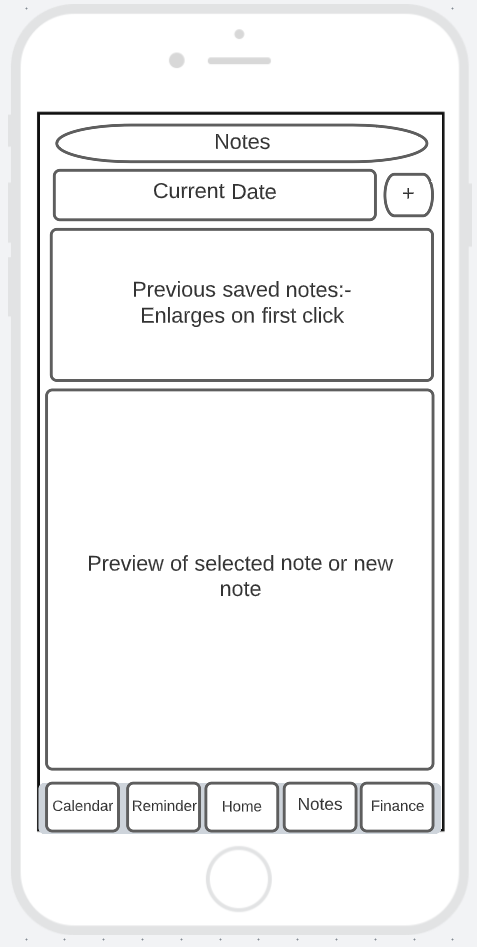 Notes
Current Date
+
Previous saved notes:-
Enlarges on first click
Preview of selected note or new
note
Calendar
Reminder
Home
Notes
Finance